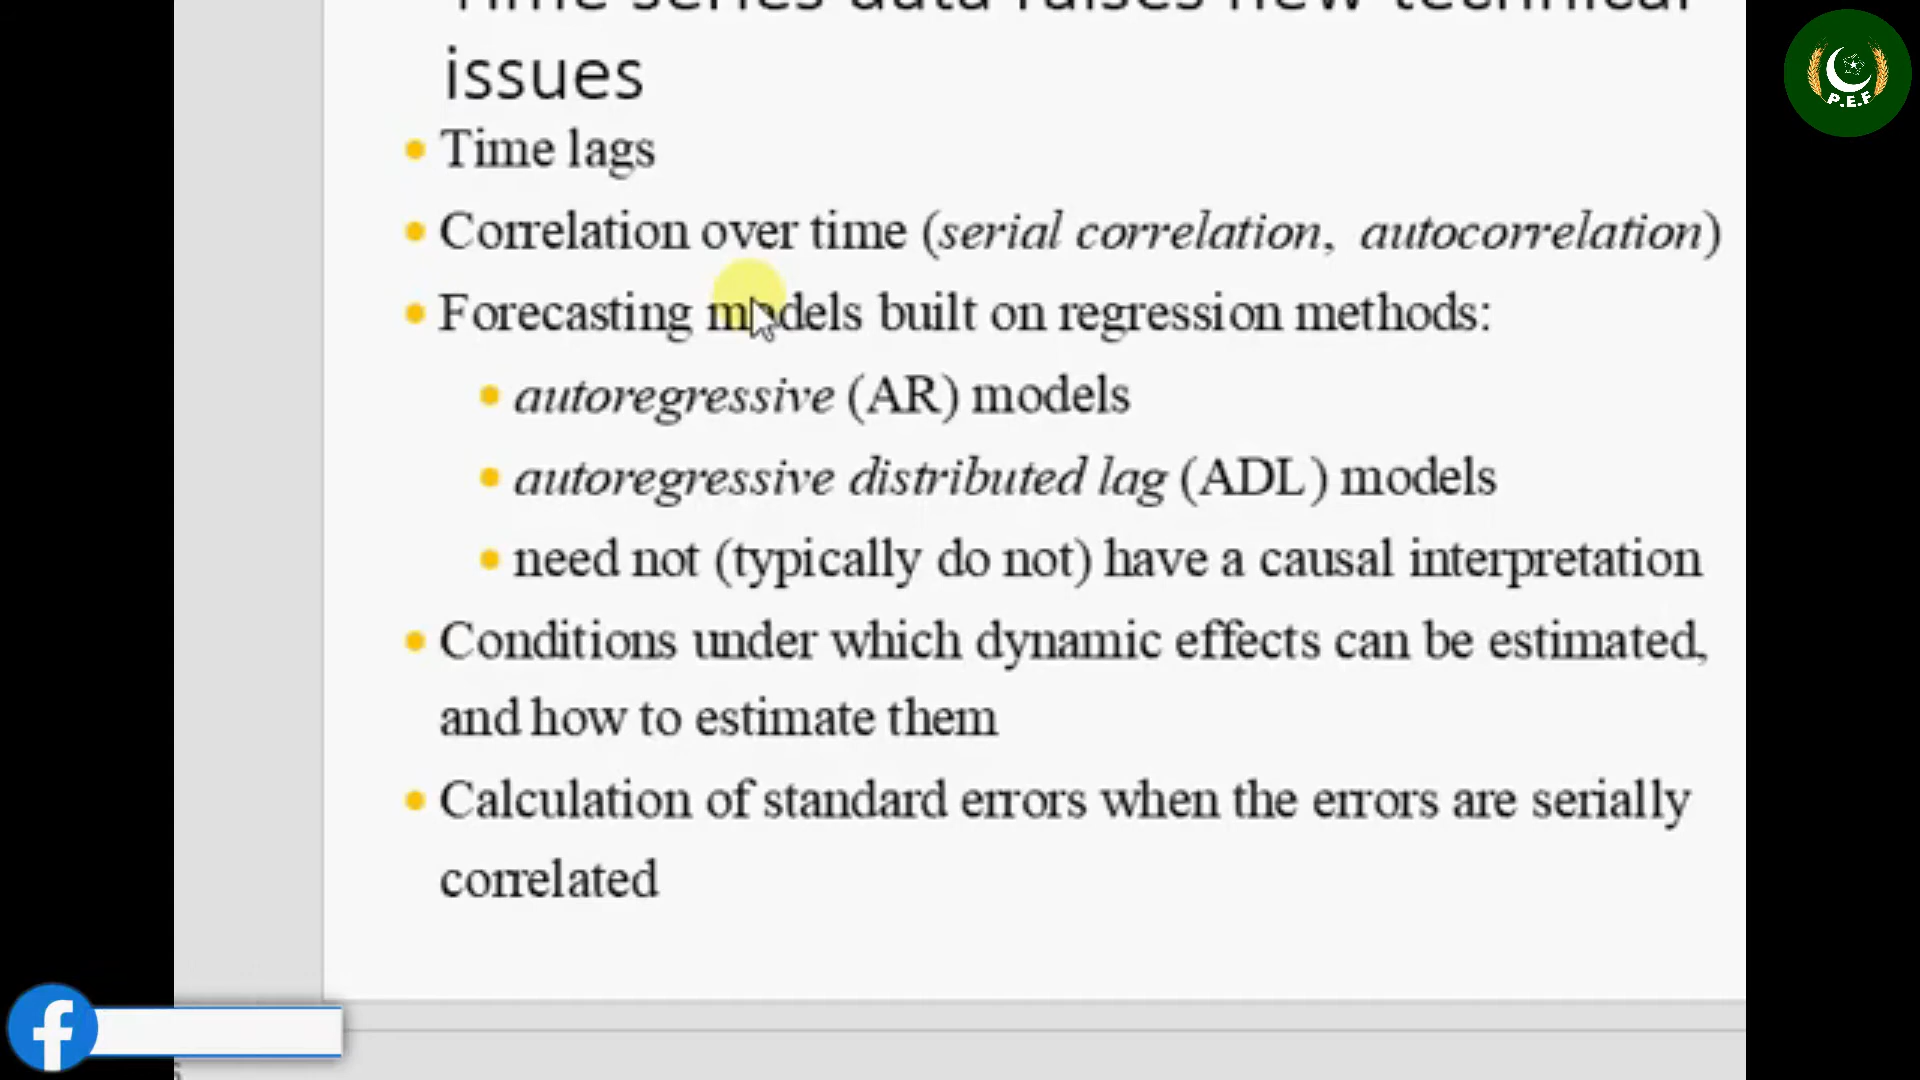 Time series data raises new technical
issues
Time lags
Correlation over time (serial correlation, autocorrelation)
Forecasting models built on regression methods:
autoregressive (AR) models
autoregressive distributed lag (ADL) models
need not (typically do not) have a causal interpretation
Conditions under which dynamic effects can be estimated,
and how to estimate them
Calculation of standard errors when the errors are serially
correlated
P.E.F